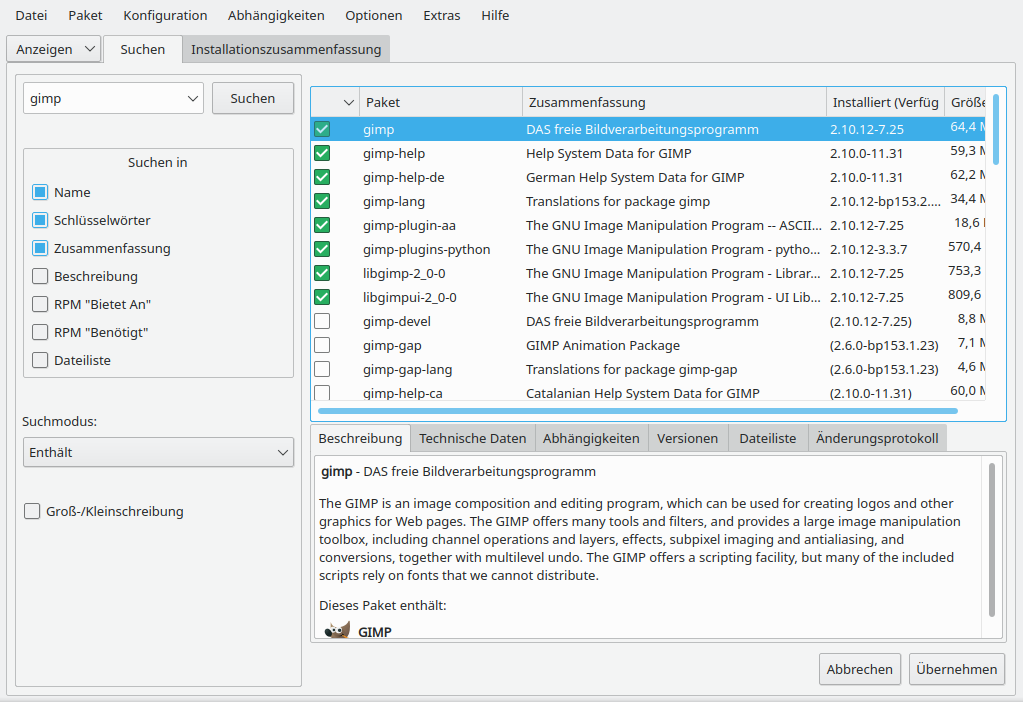 Datei Paket Konfiguration Abhängigkeiten Optionen Extras Hilfe
Anzeigen Suchen Installationszusammenfassung
gimp Suchen
Suchen in
Name
Schlüsselwörter
Zusammenfassung
Beschreibung
RPM "Bietet An"
RPM "Benötigt"
Dateiliste
Suchmodus:
Enthält
Groß-/Kleinschreibung
Paket Zusammenfassung Installiert (Verfüg Größe
gimp DAS freie Bildverarbeitungsprogramm 2.10.12-7.25 64,4 M
gimp-help Help System Data for GIMP 2.10.0-11.31 59,3 M
gimp-help-de German Help System Data for GIMP 2.10.0-11.31 62,2 M
gimp-lang Translations for package gimp 2.10.12-bp153.2.... 34,4 M
gimp-plugin-aa The GNU Image Manipulation Program -- ASCII... 2.10.12-7.25 18,6 M
gimp-plugins-python The GNU Image Manipulation Program - pytho... 2.10.12-3.3.7 570,4
libgimp-2_0-0 The GNU Image Manipulation Program - Librar... 2.10.12-7.25 753,3
libgimpui-2_0-0 The GNU Image Manipulation Program - UI Lib... 2.10.12-7.25 809,6
gimp-devel DAS freie Bildverarbeitungsprogramm (2.10.12-7.25) 8,8 M
gimp-gap GIMP Animation Package (2.6.0-bp153.1.23) 7,1 M
gimp-gap-lang Translations for package gimp-gap (2.6.0-bp153.1.23) 4,6 M
gimp-help-ca Catalanian Help System Data for GIMP (2.10.0-11.31) 60,0 M
Beschreibung Technische Daten Abhängigkeiten Versionen Dateiliste Änderungsprotokoll
gimp - DAS freie Bildverarbeitungsprogramm
The GIMP is an image composition and editing program, which can be used for creating logos and other
graphics for Web pages. The GIMP offers many tools and filters, and provides a large image manipulation
toolbox, including channel operations and layers, effects, subpixel imaging and antialiasing, and
conversions, together with multilevel undo. The GIMP offers a scripting facility, but many of the included
scripts rely on fonts that we cannot distribute.
Dieses Paket enthält:
GIMP
Abbrechen Übernehmen